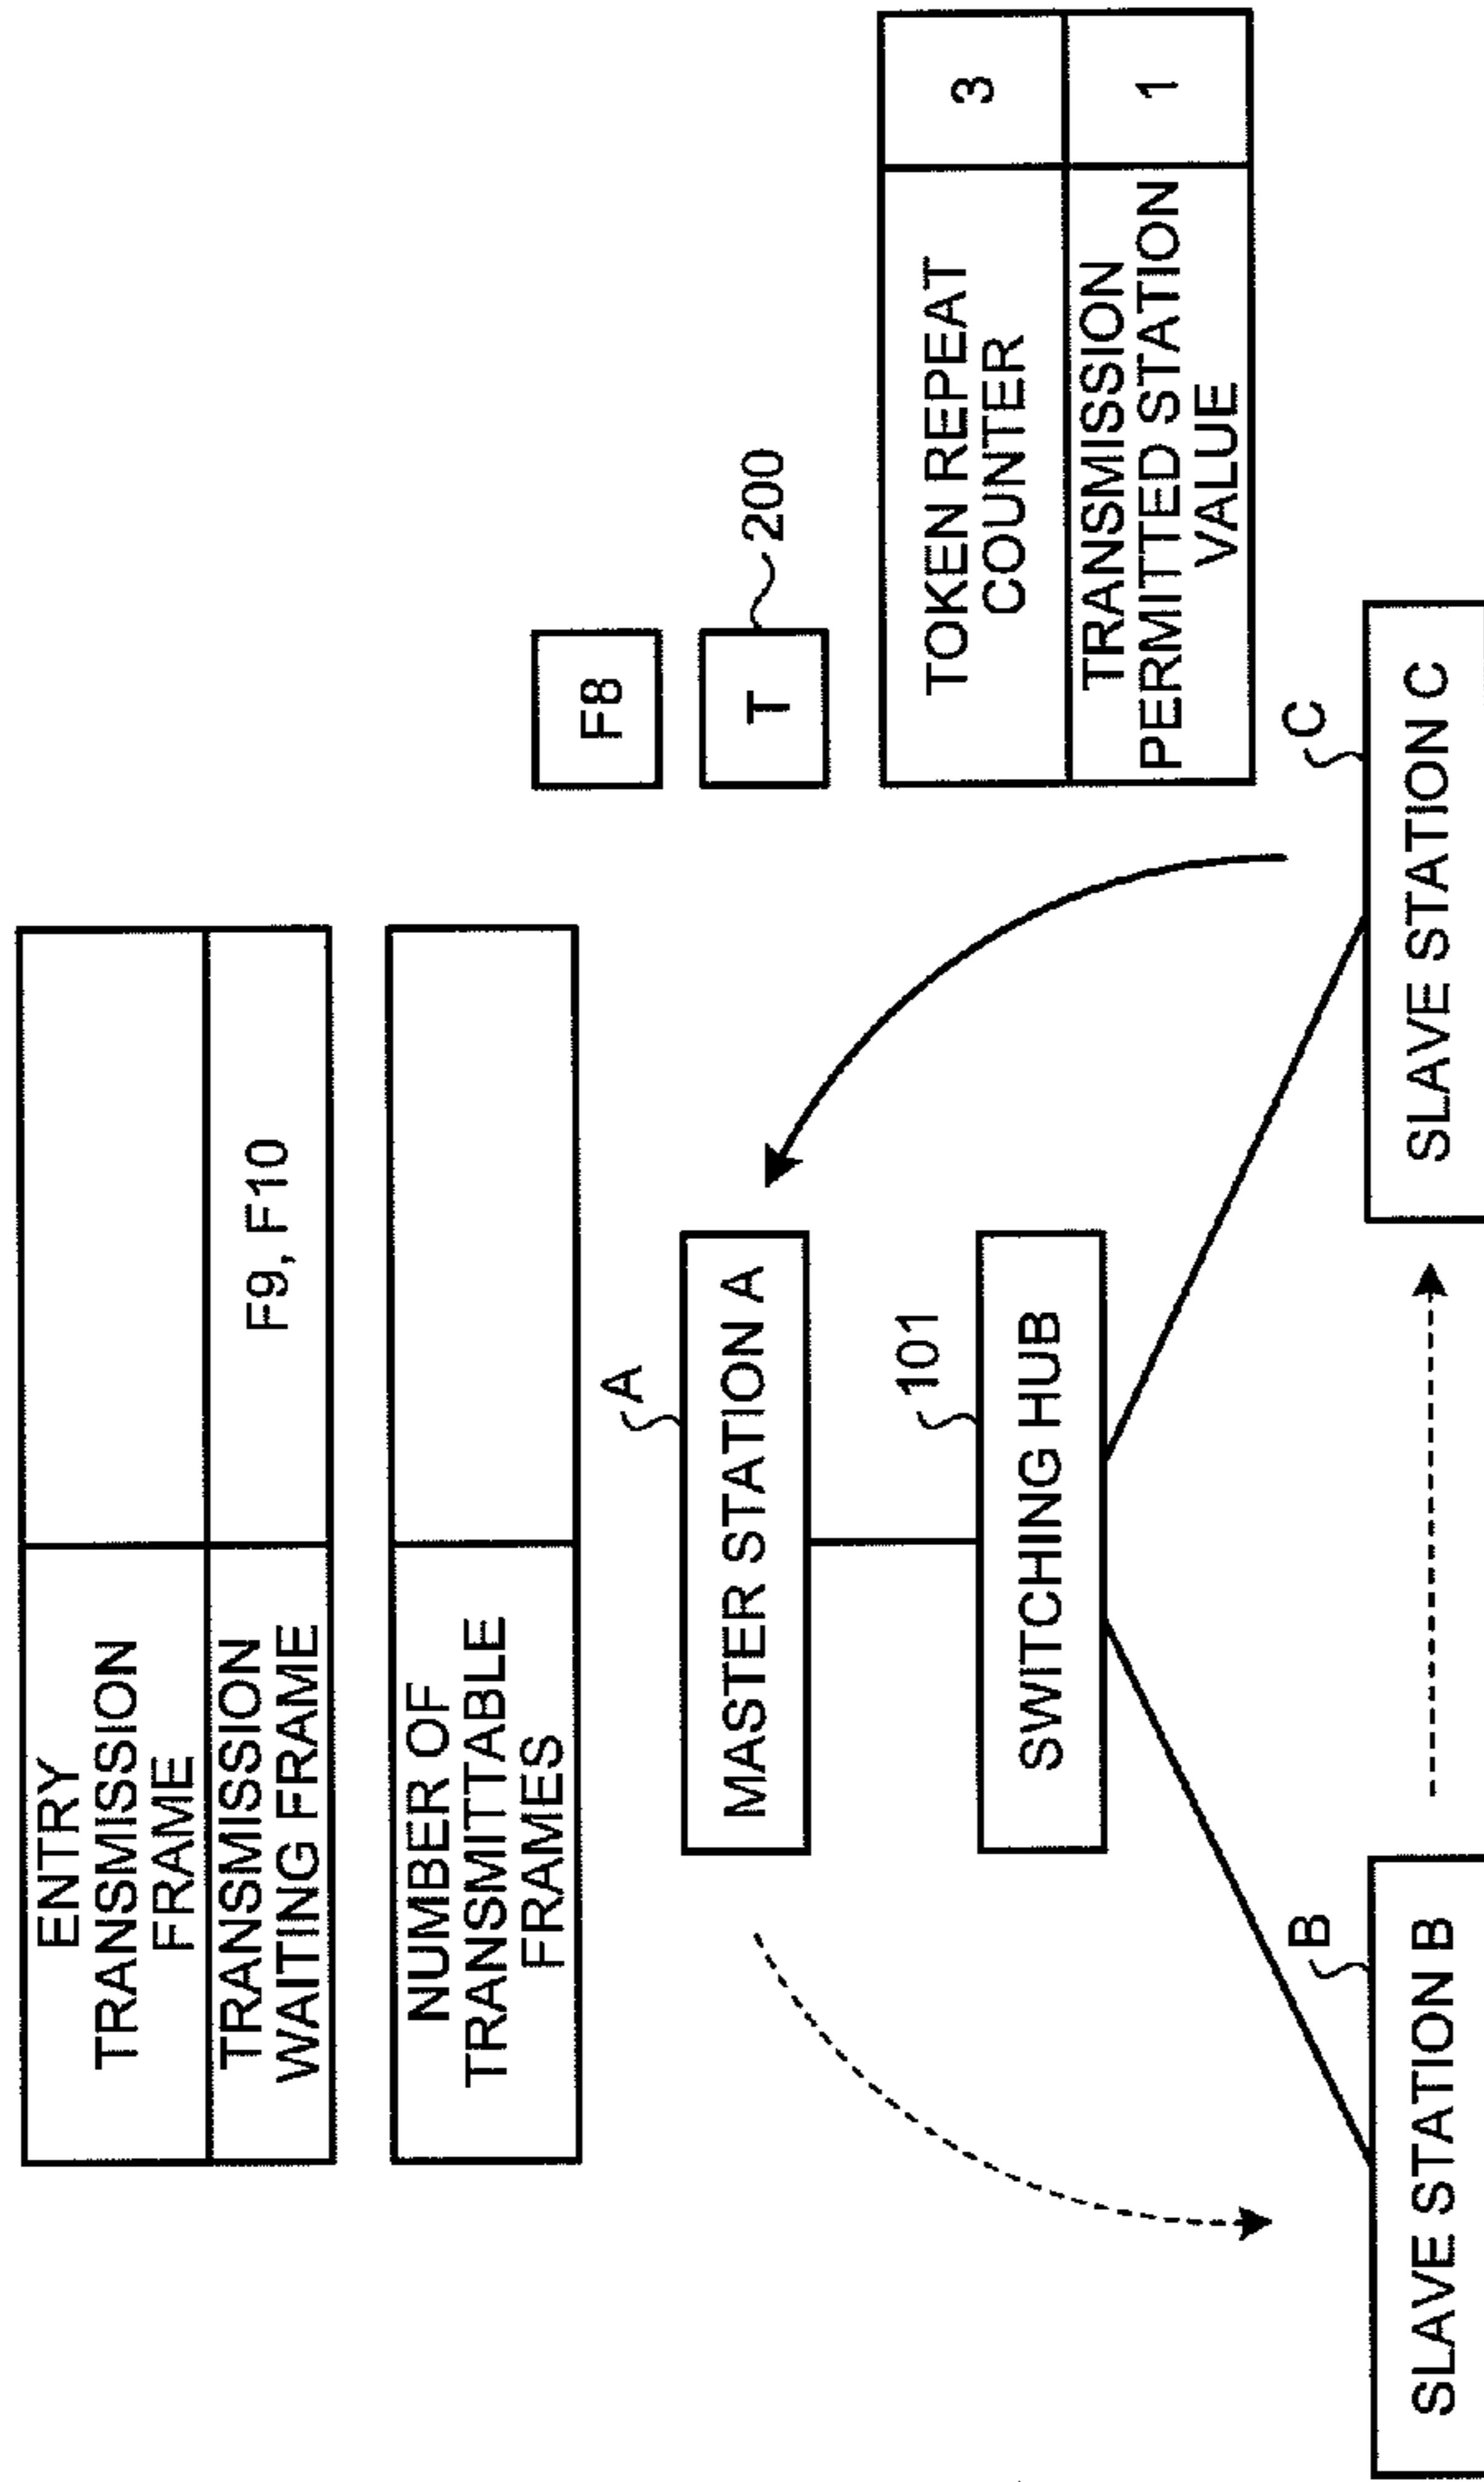 ENTRY
TRANSMISSION
FRAME
TRANSMISSION
WAITING FRAME
F9, F10
NUMBER OF
TRANSMITTABLE
FRAMES
F8
T
200
A
MASTER STATION A
TOKEN REPEAT
COUNTER
3
TRANSMISSION
PERMITTED STATION
VALUE
1
101
SWITCHING HUB
B
SLAVE STATION B
C
SLAVE STATION C